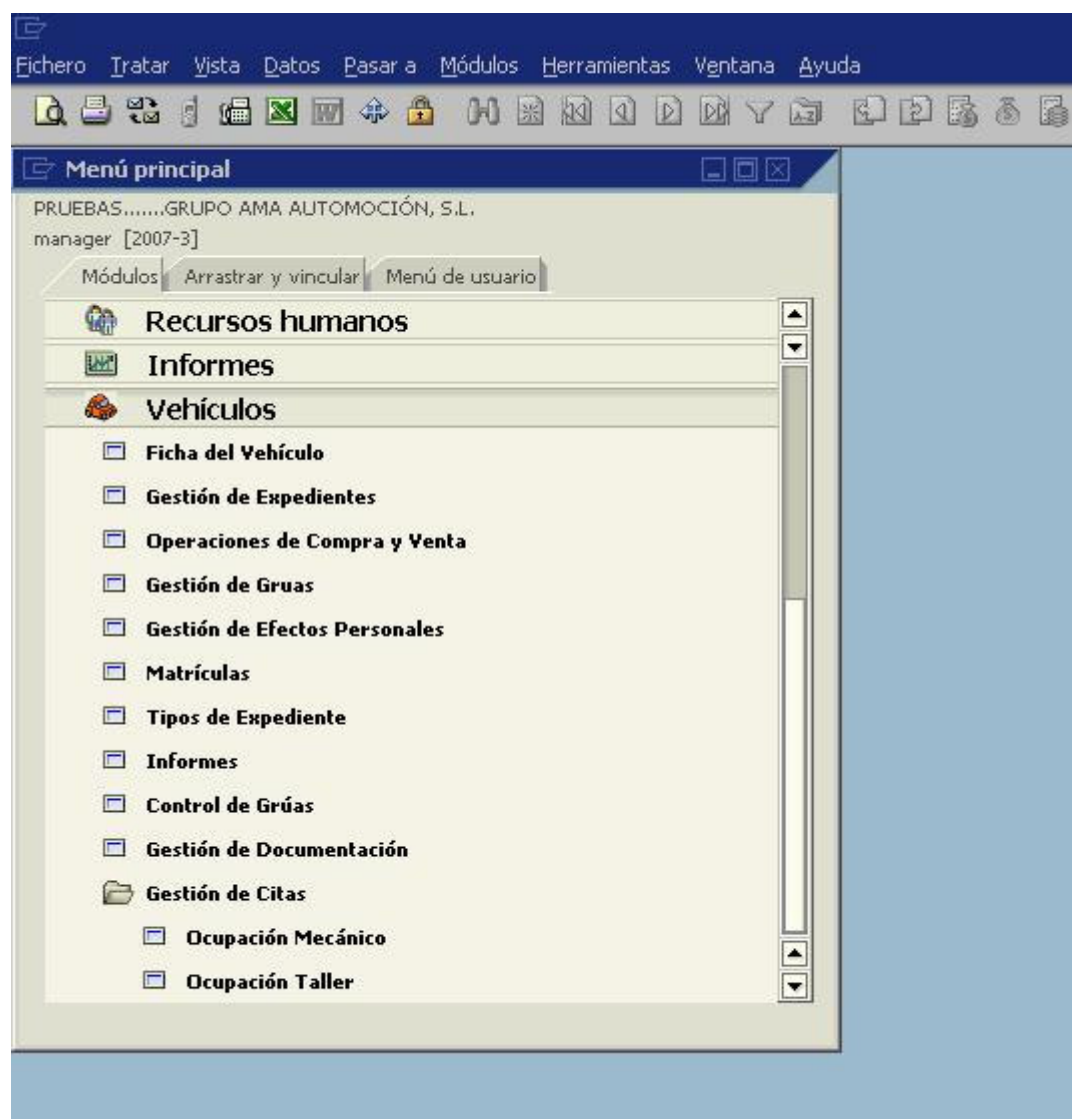 Fichero Tratar Vista Datos Pasar a Módulos Herramientas Ventana Ayuda
Menú principal
PRUEBAS.......GRUPO AMA AUTOMOCIÓN, S.L.
manager [2007-3]
Módulos Arrastrar y vincular Menú de usuario
Recursos humanos
Informes
Vehículos
Ficha del Vehículo
Gestión de Expedientes
Operaciones de Compra y Venta
Gestión de Gruas
Gestión de Efectos Personales
Matrículas
Tipos de Expediente
Informes
Control de Grúas
Gestión de Documentación
Gestión de Citas
Ocupación Mecánico
Ocupación Taller